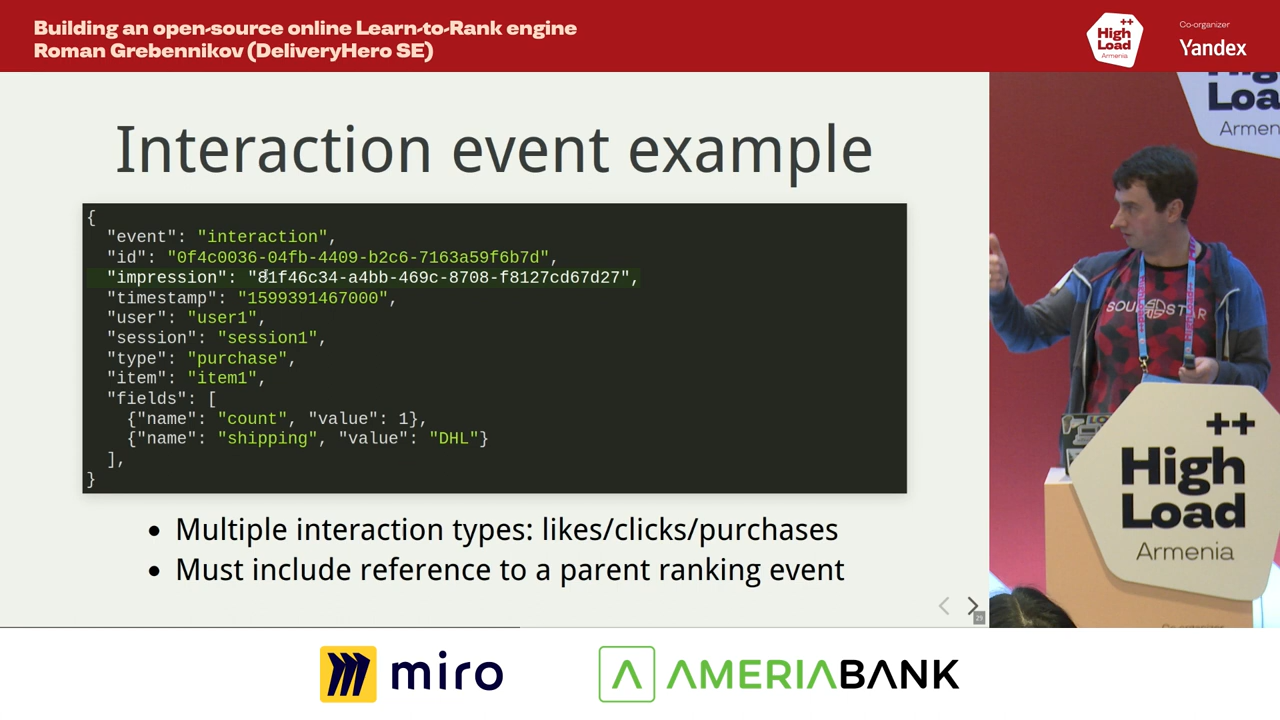 Building an open-source online Learn-to-Rank engine
Roman Grebennikov (DeliveryHero SE)
++
High
Load
Armenia
Co-organizer
Yandex
Interaction event example
{
"event": "interaction",
"id": "0f4c0036-04fb-4409-b2c6-7163a59f6b7d",
"impression": "81f46c34-a4bb-469c-8708-f8127cd67d27",
"timestamp": "1599391467000",
"user": "user1",
"session": "session1",
"type": "purchase",
"item": "item1",
"fields": [
{"name": "count", "value": 1},
{"name": "shipping", "value": "DHL"}
],
}
• Multiple interaction types: likes/clicks/purchases
• Must include reference to a parent ranking event
29
++
High
Load
Armenia
miro
AMERIABANK